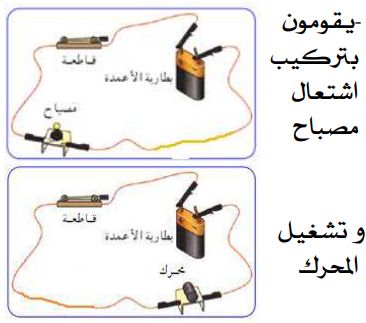 -يقومون
بتركيب
اشتعال
مصباح
قاطعة
بطارية الأعمدة
مصباح
و تشغيل
المحرك
قاطعة
بطارية الأعمدة
محرك